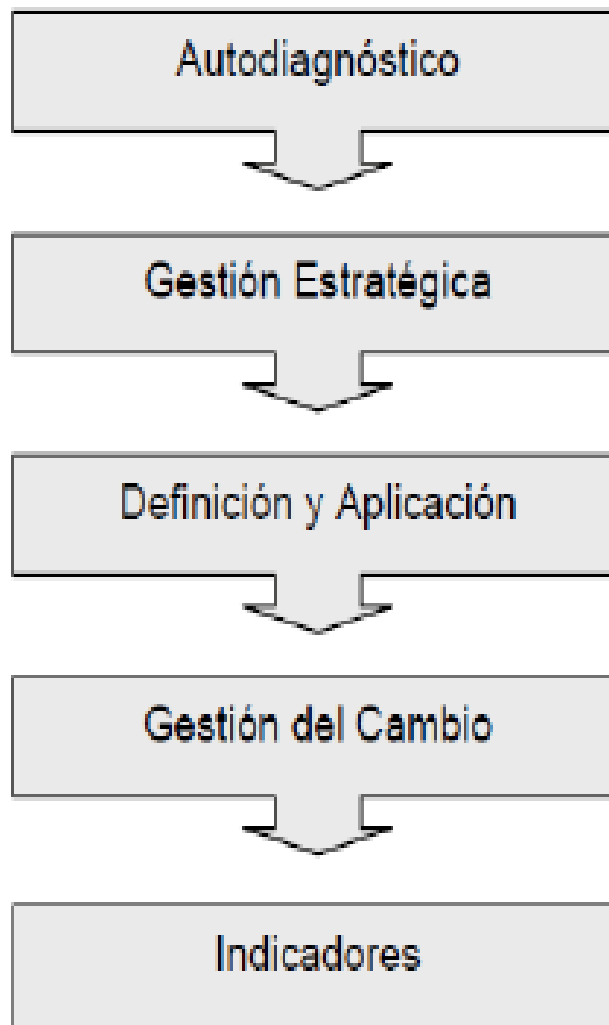 Autodiagnóstico
Gestión Estratégica
Definición y Aplicación
Gestión del Cambio
Indicadores